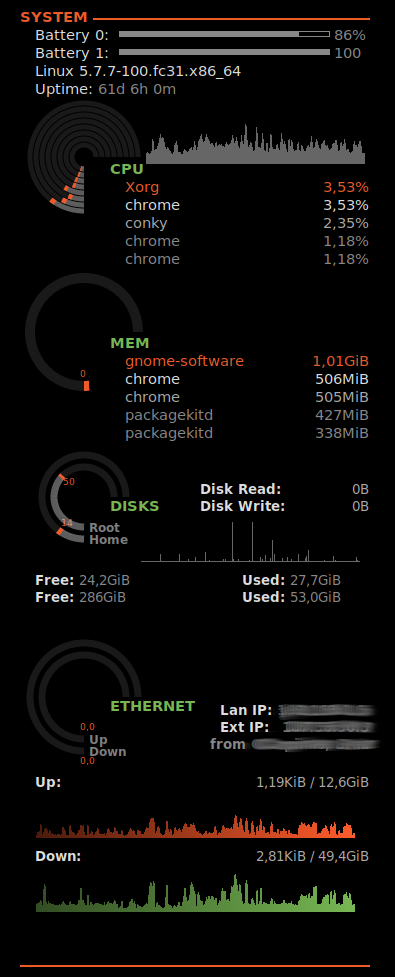 SYSTEM
Battery 0: 86%
Battery 1: 100
Linux 5.7.7-100.fc31.x86_64
Uptime: 61d 6h 0m
CPU
Xorg 3,53%
chrome 3,53%
conky 2,35%
chrome 1,18%
chrome 1,18%
MEM
0
gnome-software 1,01GiB
chrome 506MiB
chrome 505MiB
packagekitd 427MiB
packagekitd 338MiB
50
DISKS
Disk Read: 0B
Disk Write: 0B
14
Root
Home
Free: 24,2GiB Used: 27,7GiB
Free: 286GiB Used: 53,0GiB
ETHERNET
Lan IP:
Ext IP:
from
0,0
Up
Down
0,0
Up: 1,19KiB / 12,6GiB
Down: 2,81KiB / 49,4GiB